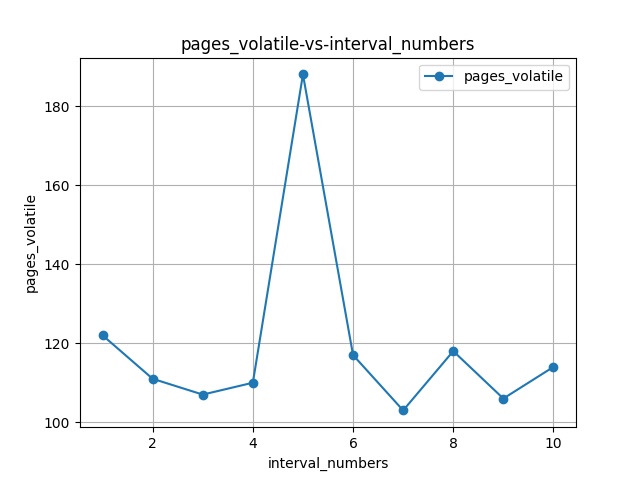 pages_volatile-vs-interval_numbers
pages_volatile
180
160
140
120
100
pages_volatile
2 4 6 8 10
interval_numbers